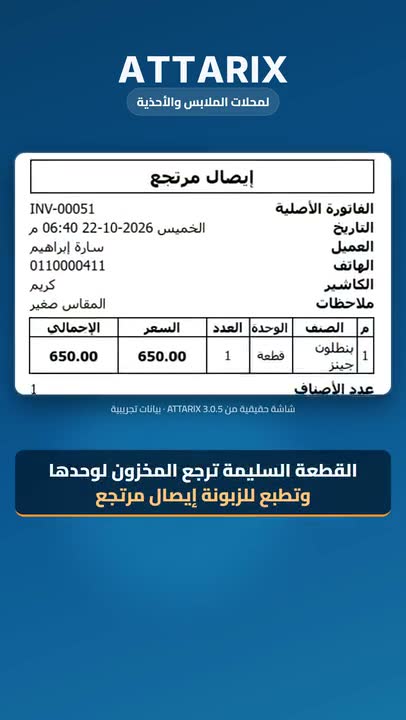 ATTARIX
لمحلات الملابس والأحذية
إيصال مرتجع
الفاتورة الأصلية INV-00051
التاريخ الخميس 2026-10-22 06:40 م
العميل سارة إبراهيم
الهاتف 0110000411
الكاشير كريم
ملاحظات المقاس صغير
م الصنف الوحدة العدد السعر الإجمالي
1 بنطلون جينز قطعة 1 650.00 650.00
عدد الأصناف 1
شاشة حقيقية من ATTARIX 3.0.5 · بيانات تجريبية
القطعة السليمة ترجع المخزون لوحدها
وتطبع للزبونة إيصال مرتجع